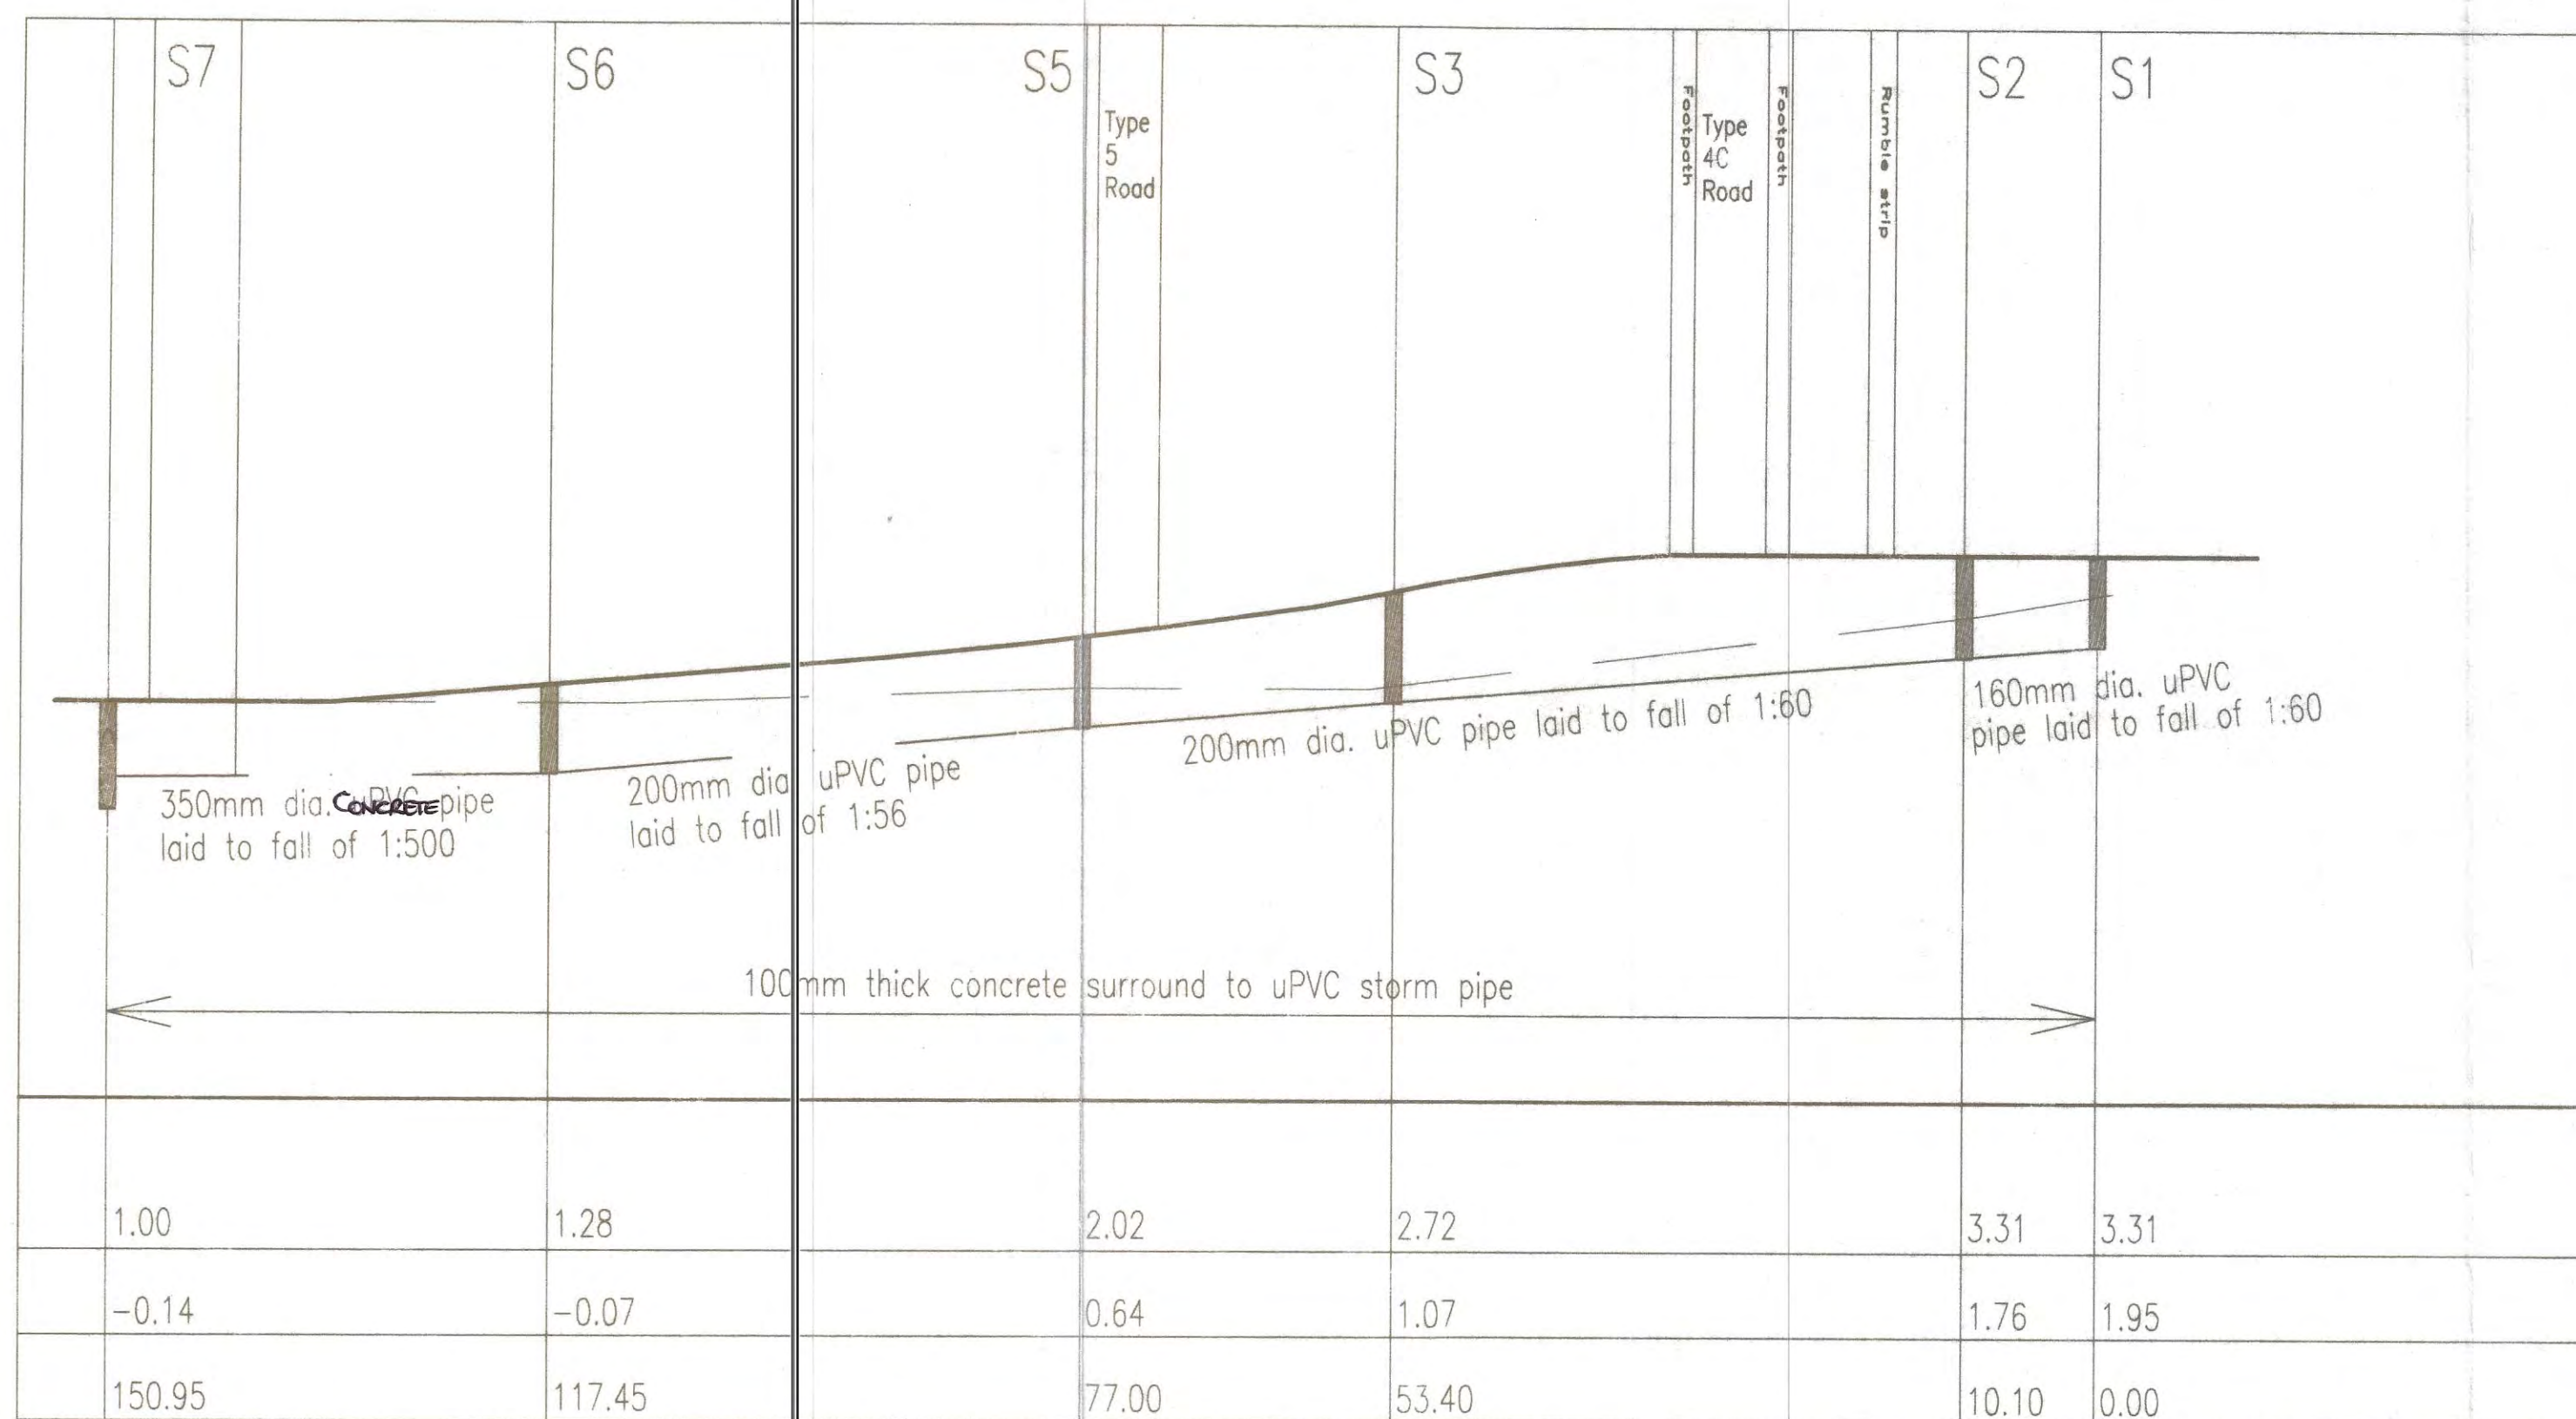 S7
S6
S5
S3
S2
S1
Type
5
Road
Footpath
Type
4C
Road
Footpath
Rumble strip
160mm dia. uPVC
pipe laid to fall of 1:60
200mm dia. uPVC pipe laid to fall of 1:60
200mm dia uPVC pipe
laid to fall of 1:56
350mm dia. CONCRETE pipe
laid to fall of 1:500
100mm thick concrete surround to uPVC storm pipe
1.00 1.28 2.02 2.72 3.31 3.31
-0.14 -0.07 0.64 1.07 1.76 1.95
150.95 117.45 77.00 53.40 10.10 0.00